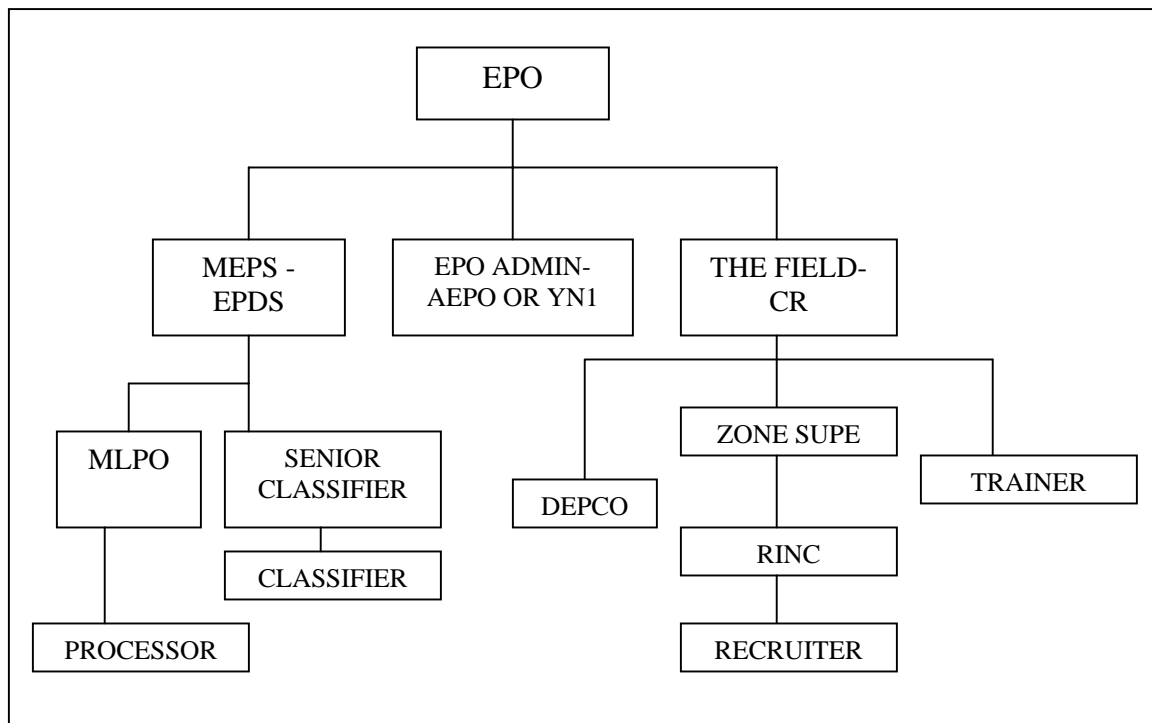 EPO
MEPS -
EPDS
EPO ADMIN-
AEPO OR YN1
THE FIELD-
CR
MLPO
SENIOR
CLASSIFIER
ZONE SUPE
TRAINER
DEPCO
RINC
CLASSIFIER
PROCESSOR
RECRUITER